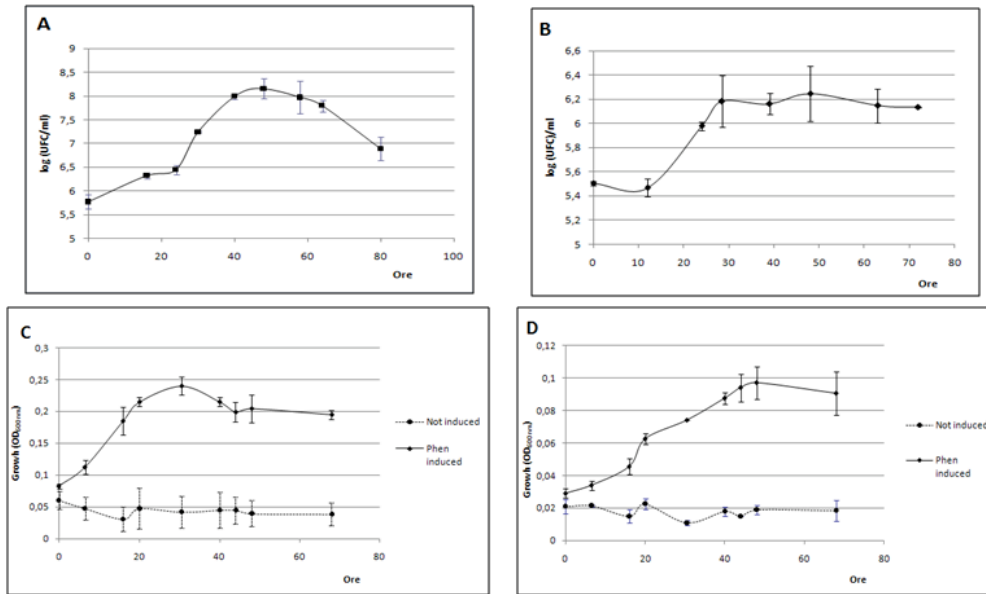 A
log (UFC/ml)
9
8,5
8
7,5
7
6,5
6
5,5
5
0 20 40 60 80 100
Ore
B
log (UFC)/ml
6,6
6,4
6,2
6
5,8
5,6
5,4
5,2
5
0 10 20 30 40 50 60 70 80
Ore
C
Growh (OD600nm)
0,3
0,25
0,2
0,15
0,1
0,05
0
0 20 40 60 80
Ore
Not induced
Phen
induced
D
Growh (OD600nm)
0,12
0,1
0,08
0,06
0,04
0,02
0
0 20 40 60 80
Ore
Not induced
Phen
induced